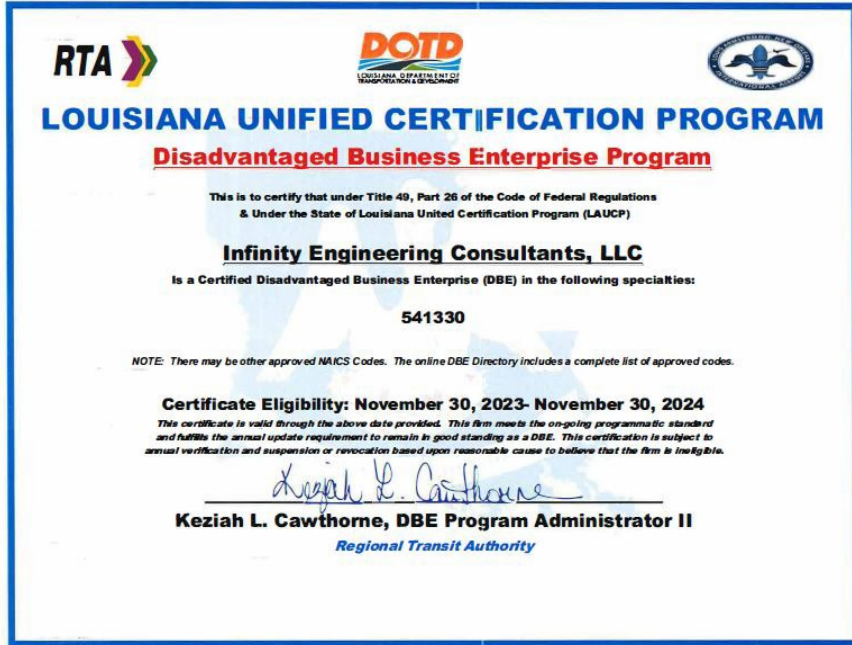 RTA
DOTD
LOUISIANA DEPARTMENT OF
TRANSPORTATION & DEVELOPMENT
LOUISIANA UNIFIED CERTIFICATION PROGRAM
Disadvantaged Business Enterprise Program
This is to certify that under Title 49, Part 26 of the Code of Federal Regulations
& Under the State of Louisiana United Certification Program (LAUCP)
Infinity Engineering Consultants, LLC
Is a Certified Disadvantaged Business Enterprise (DBE) in the following specialties:
541330
NOTE: There may be other approved NAICS Codes. The online DBE Directory includes a complete list of approved codes.
Certificate Eligibility: November 30, 2023- November 30, 2024
This certificate is valid through the above date provided. This firm meets the on-going programmatic standard
and fulfills the annual update requirement to remain in good standing as a DBE. This certification is subject to
annual verification and suspension or revocation based upon reasonable cause to believe that the firm is ineligible.
Keziah L. Cawthorne
Keziah L. Cawthorne, DBE Program Administrator II
Regional Transit Authority